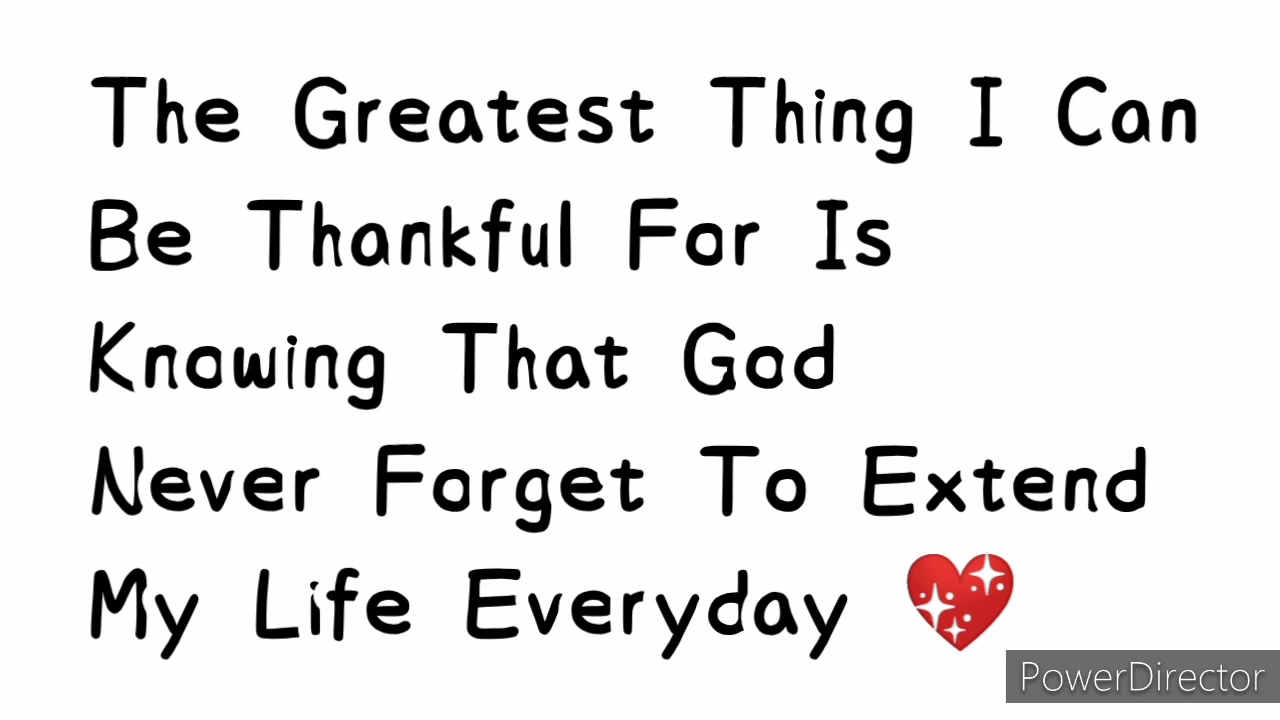 The Greatest Thing I Can
Be Thankful For Is
Knowing That God
Never Forget To Extend
My Life Everyday 💖
PowerDirector